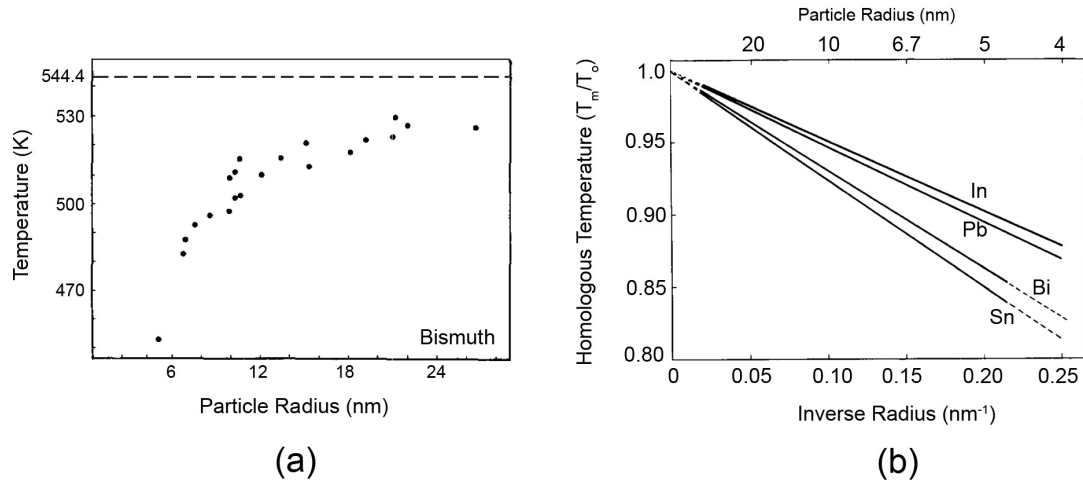 544.4
530
500
470
Temperature (K)
Bismuth
6 12 18 24
Particle Radius (nm)
(a)
Particle Radius (nm)
20 10 6.7 5 4
1.0
0.95
0.90
0.85
0.80
Homologous Temperature (Tm/To)
In
Pb
Bi
Sn
0 0.05 0.10 0.15 0.20 0.25
Inverse Radius (nm⁻¹)
(b)